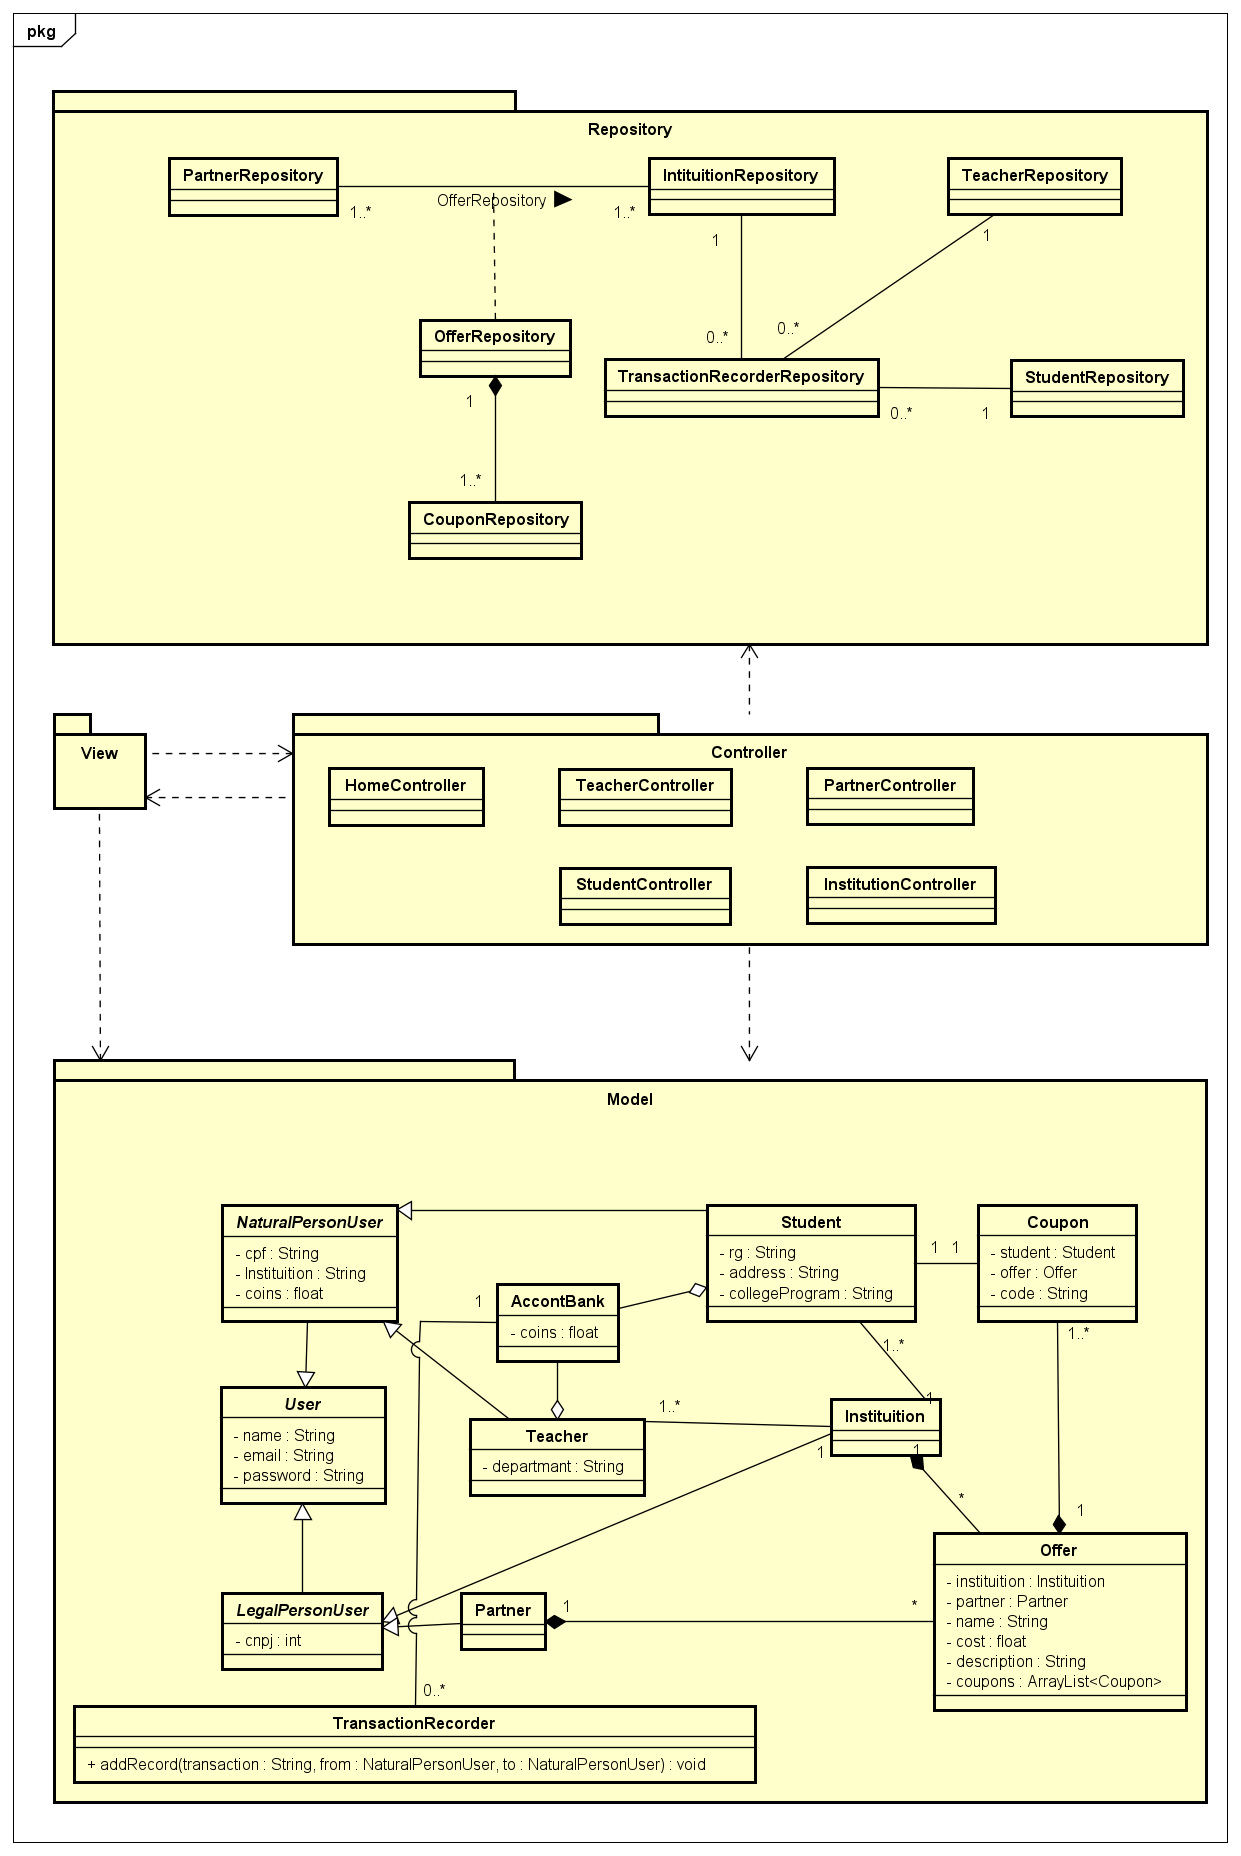 pkg
Repository
PartnerRepository
IntituitionRepository
TeacherRepository
OfferRepository
1..*
1..*
1
1
0..*
0..*
OfferRepository
TransactionRecorderRepository
StudentRepository
1
0..*
1
1..*
CouponRepository
View
Controller
HomeController
TeacherController
PartnerController
StudentController
InstitutionController
Model
NaturalPersonUser
- cpf : String
- Instituition : String
- coins : float
Student
- rg : String
- address : String
- collegeProgram : String
1
1
Coupon
- student : Student
- offer : Offer
- code : String
1
AccontBank
- coins : float
1..*
1..*
User
- name : String
- email : String
- password : String
1..*
1
Teacher
- departmant : String
Instituition
1
1
*
1
Offer
- instituition : Instituition
- partner : Partner
- name : String
- cost : float
- description : String
- coupons : ArrayList<Coupon>
LegalPersonUser
- cnpj : int
Partner
1
*
0..*
TransactionRecorder
+ addRecord(transaction : String, from : NaturalPersonUser, to : NaturalPersonUser) : void